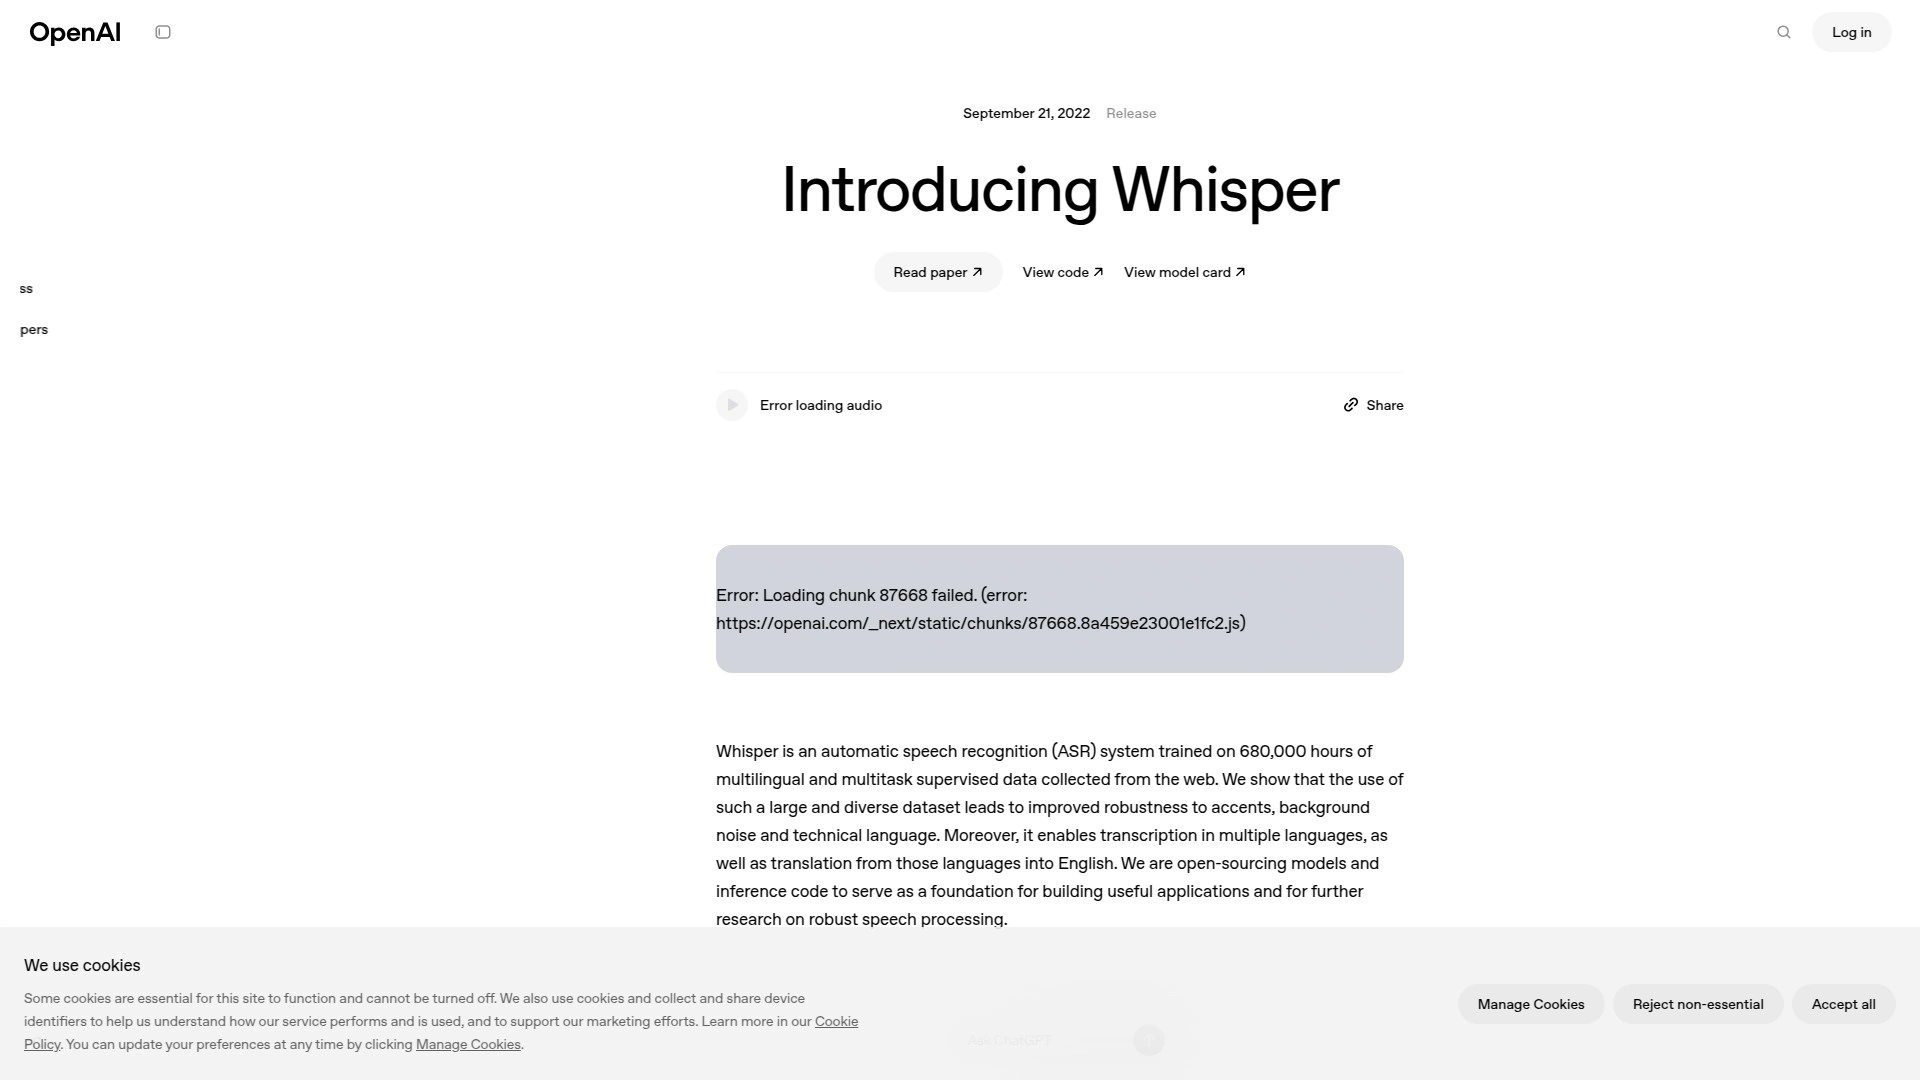 OpenAI
Log in
September 21, 2022 Release
Introducing Whisper
Read paper View code View model card
ss
pers
Error loading audio
Share
Error: Loading chunk 87668 failed. (error:
https://openai.com/_next/static/chunks/87668.8a459e23001e1fc2.js)
Whisper is an automatic speech recognition (ASR) system trained on 680,000 hours of
multilingual and multitask supervised data collected from the web. We show that the use of
such a large and diverse dataset leads to improved robustness to accents, background
noise and technical language. Moreover, it enables transcription in multiple languages, as
well as translation from those languages into English. We are open-sourcing models and
inference code to serve as a foundation for building useful applications and for further
research on robust speech processing.
We use cookies
Some cookies are essential for this site to function and cannot be turned off. We also use cookies and collect and share device
identifiers to help us understand how our service performs and is used, and to support our marketing efforts. Learn more in our Cookie
Policy. You can update your preferences at any time by clicking Manage Cookies.
Manage Cookies
Reject non-essential
Accept all
Ask ChatGPT